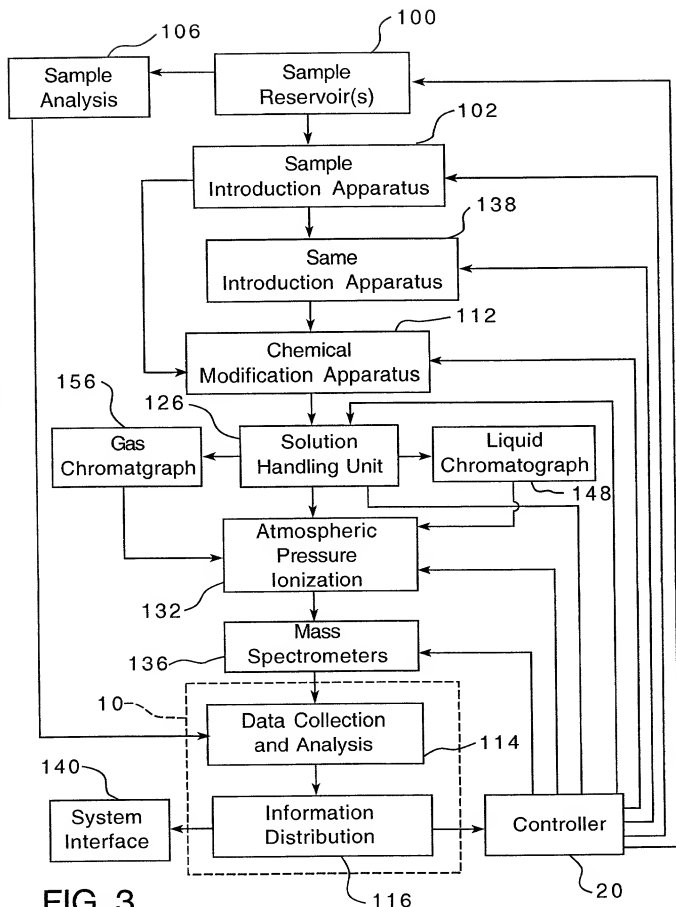 100
106
Sample
Analysis
Sample
Reservoir(s)
102
Sample
Introduction Apparatus
138
Same
Introduction Apparatus
112
Chemical
Modification Apparatus
156
126
Gas
Chromatgraph
Solution
Handling Unit
Liquid
Chromatograph
148
Atmospheric
Pressure
Ionization
132
Mass
Spectrometers
136
10
Data Collection
and Analysis
114
140
System
Interface
Information
Distribution
Controller
116
20
FIG. 3